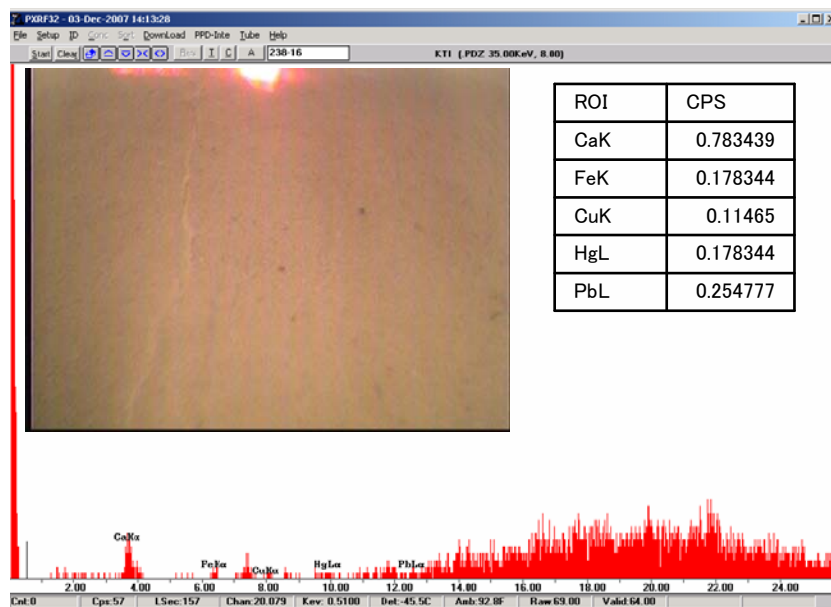 PXRF32 - 03-Dec-2007 14:13:28
File Setup ID Conc Sort DownLoad PPD-Inte Tube Help
Start Clear I C A 238-16 KTI (.PDZ 35.00KeV, 8.80)
ROI CPS
CaK 0.783439
FeK 0.178344
CuK 0.11465
HgL 0.178344
PbL 0.254777
CaKα
FeKα CuKα HgLα PbLα
2.00 4.00 6.00 8.00 10.00 12.00 14.00 16.00 18.00 20.00 22.00 24.00
Cnt:0 Cps:57 LSec:157 Chan:20.079 Kev: 0.5100 Det:-45.5C Amb:92.8F Raw 69.00 Valid:64.00